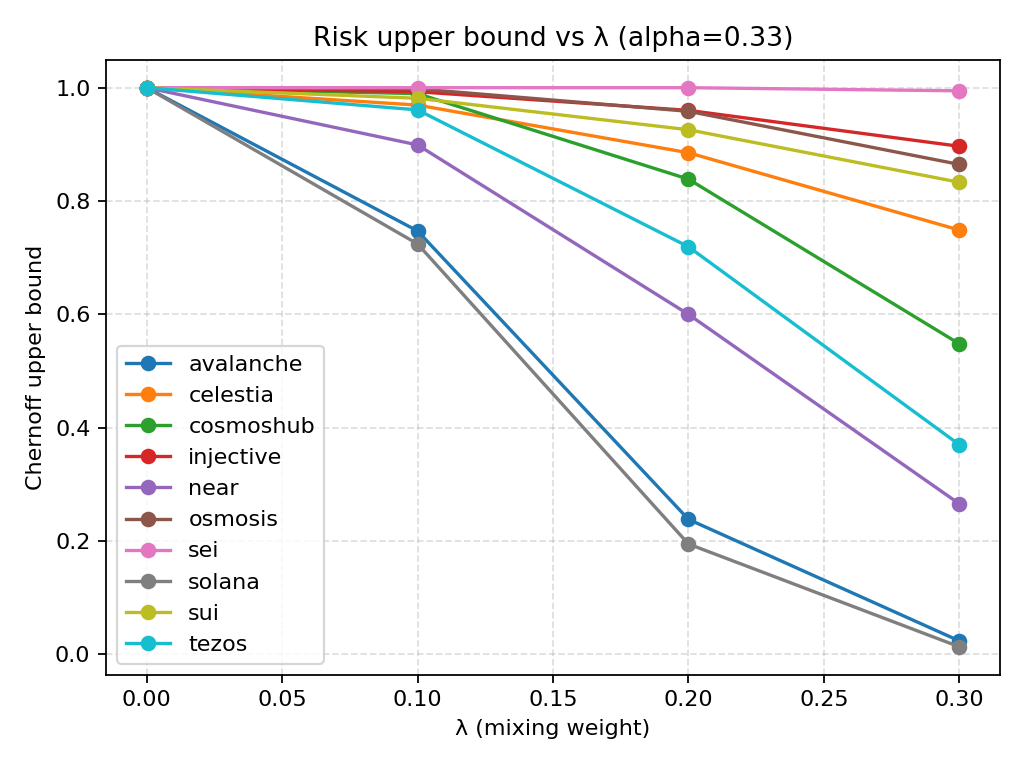 Risk upper bound vs λ (alpha=0.33)
Chernoff upper bound
1.0
0.8
0.6
0.4
0.2
0.0
avalanche
celestia
cosmoshub
injective
near
osmosis
sei
solana
sui
tezos
0.00 0.05 0.10 0.15 0.20 0.25 0.30
λ (mixing weight)